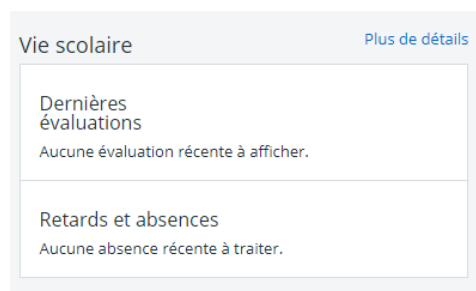 Vie scolaire
Plus de détails
Dernières
évaluations
Aucune évaluation récente à afficher.
Retards et absences
Aucune absence récente à traiter.